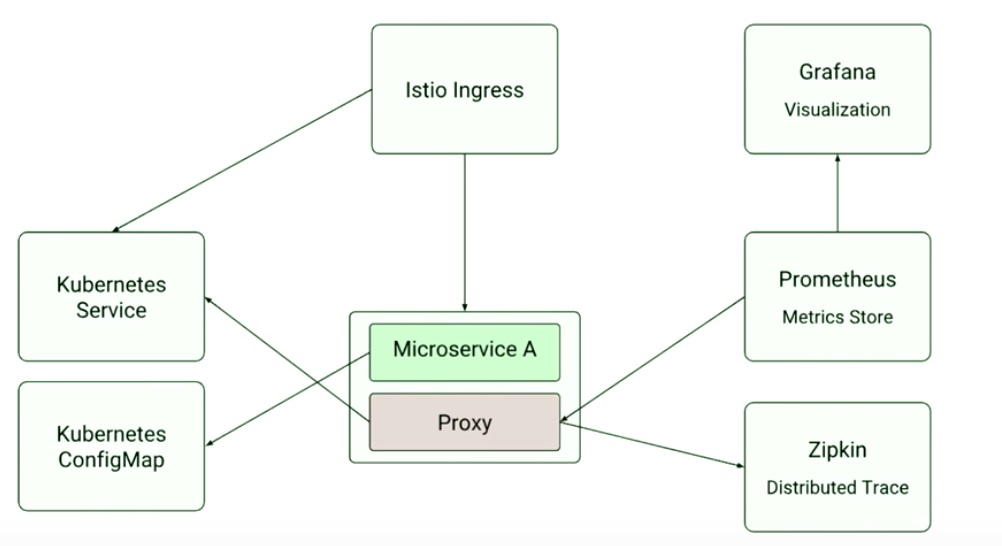 Istio Ingress
Grafana
Visualization
Kubernetes
Service
Prometheus
Metrics Store
Microservice A
Proxy
Kubernetes
ConfigMap
Zipkin
Distributed Trace